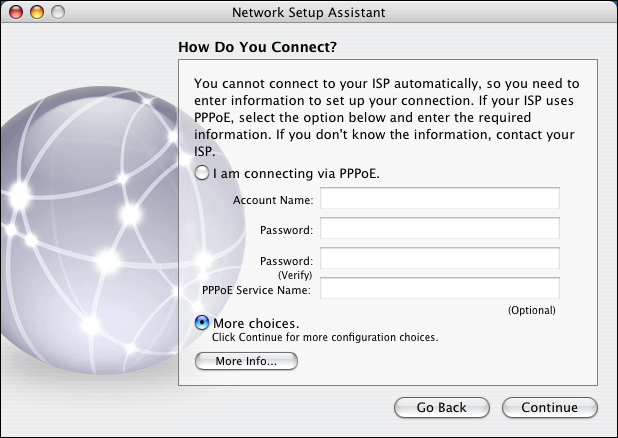 Network Setup Assistant
How Do You Connect?
You cannot connect to your ISP automatically, so you need to
enter information to set up your connection. If your ISP uses
PPPoE, select the option below and enter the required
information. If you don't know the information, contact your
ISP.
I am connecting via PPPoE.
Account Name:
Password:
Password:
(Verify)
PPPoE Service Name:
(Optional)
More choices.
Click Continue for more configuration choices.
More Info...
Go Back
Continue